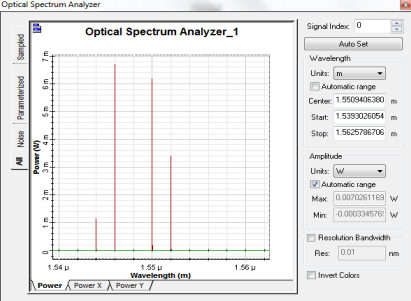 Optical Spectrum Analyzer
Optical Spectrum Analyzer_1
Sampled
Parameterized
Noise
All
Power (W)
7 m
6 m
5 m
4 m
3 m
2 m
1 m
0
1.54 µ
1.55 µ
1.56 µ
Wavelength (m)
Power
Power X
Power Y
Signal Index: 0
Auto Set
Wavelength
Units: m
Automatic range
Center: 1.5509406380 m
Start: 1.5393026054 m
Stop: 1.5625786706 m
Amplitude
Units: W
Automatic range
Max: 0.0070261169 W
Min: -0.0003345765 W
Resolution Bandwidth
Res: 0.01 nm
Invert Colors